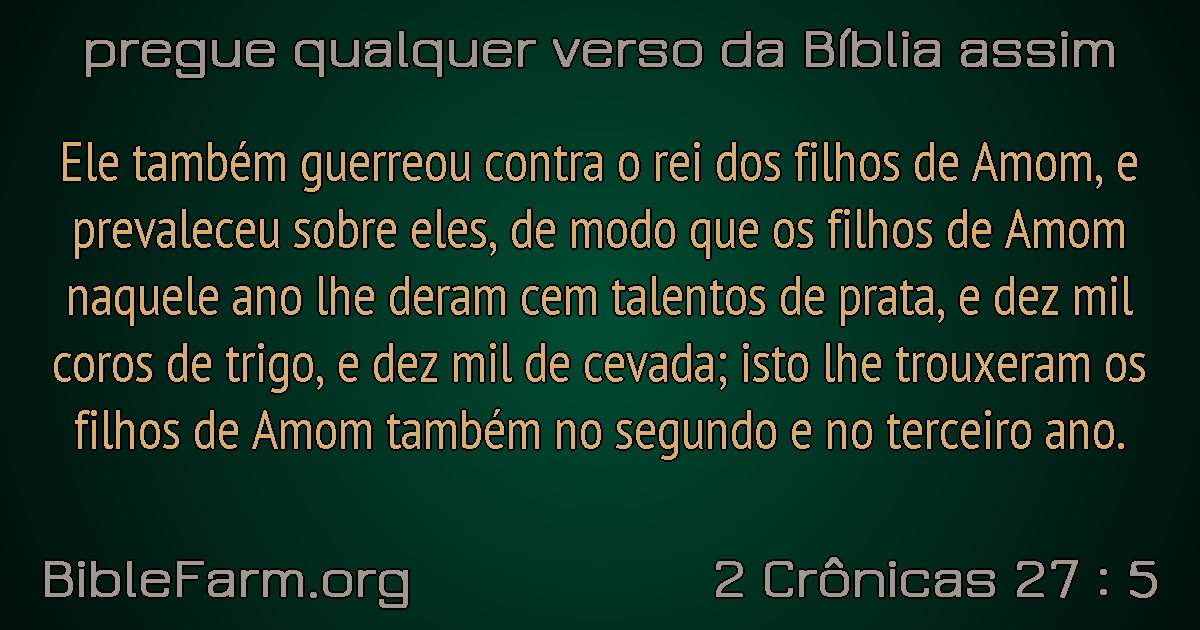 pregue qualquer verso da Bíblia assim
Ele também guerreou contra o rei dos filhos de Amom, e
prevaleceu sobre eles, de modo que os filhos de Amom
naquele ano lhe deram cem talentos de prata, e dez mil
coros de trigo, e dez mil de cevada; isto lhe trouxeram os
filhos de Amom também no segundo e no terceiro ano.
BibleFarm.org
2 Crônicas 27 : 5